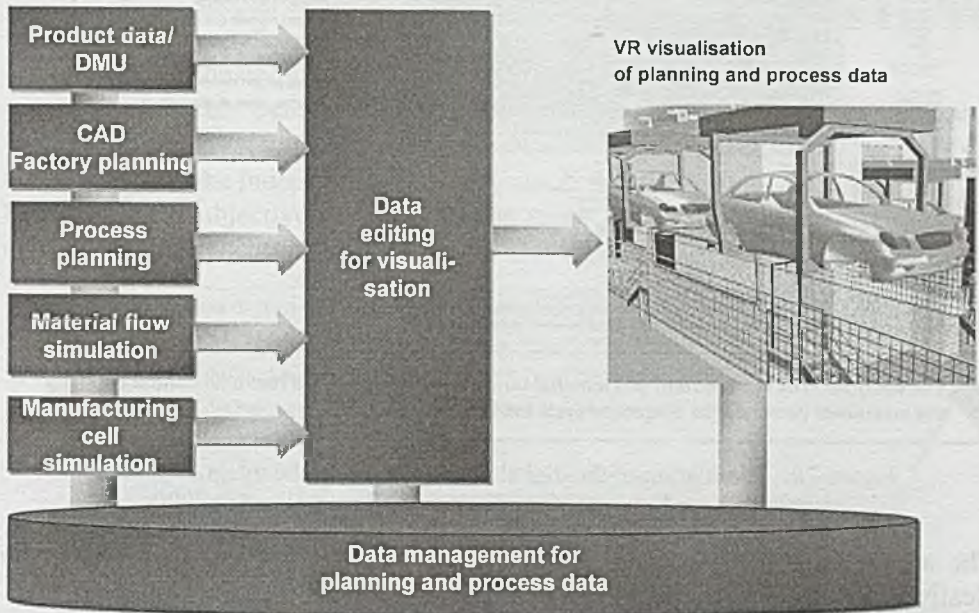 Product data/
DMU
CAD
Factory planning
Process
planning
Material flow
simulation
Manufacturing
cell
simulation
Data
editing
for visuali-
sation
VR visualisation
of planning and process data
Data management for
planning and process data